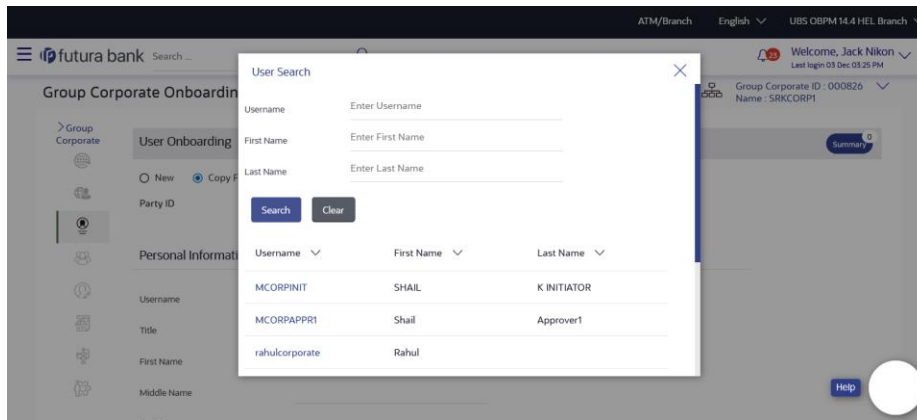 ATM/Branch English UBS OBPM 14.4 HEL Branch
futura bank Search ... Welcome, Jack Nikon
23
Last login 03 Dec 03:25 PM
Group Corporate Onboardin Group Corporate ID : 000826
Name : SRKCORP1
User Search
Username Enter Username
First Name Enter First Name
Last Name Enter Last Name
Search Clear
Username First Name Last Name
MCORPINIT SHAIL K INITIATOR
MCORPAPPR1 Shail Approver1
rahulcorporate Rahul
Group
Corporate
User Onboarding Summary 0
New Copy F
Party ID
Personal Informati
Username
Title
First Name
Middle Name
Help